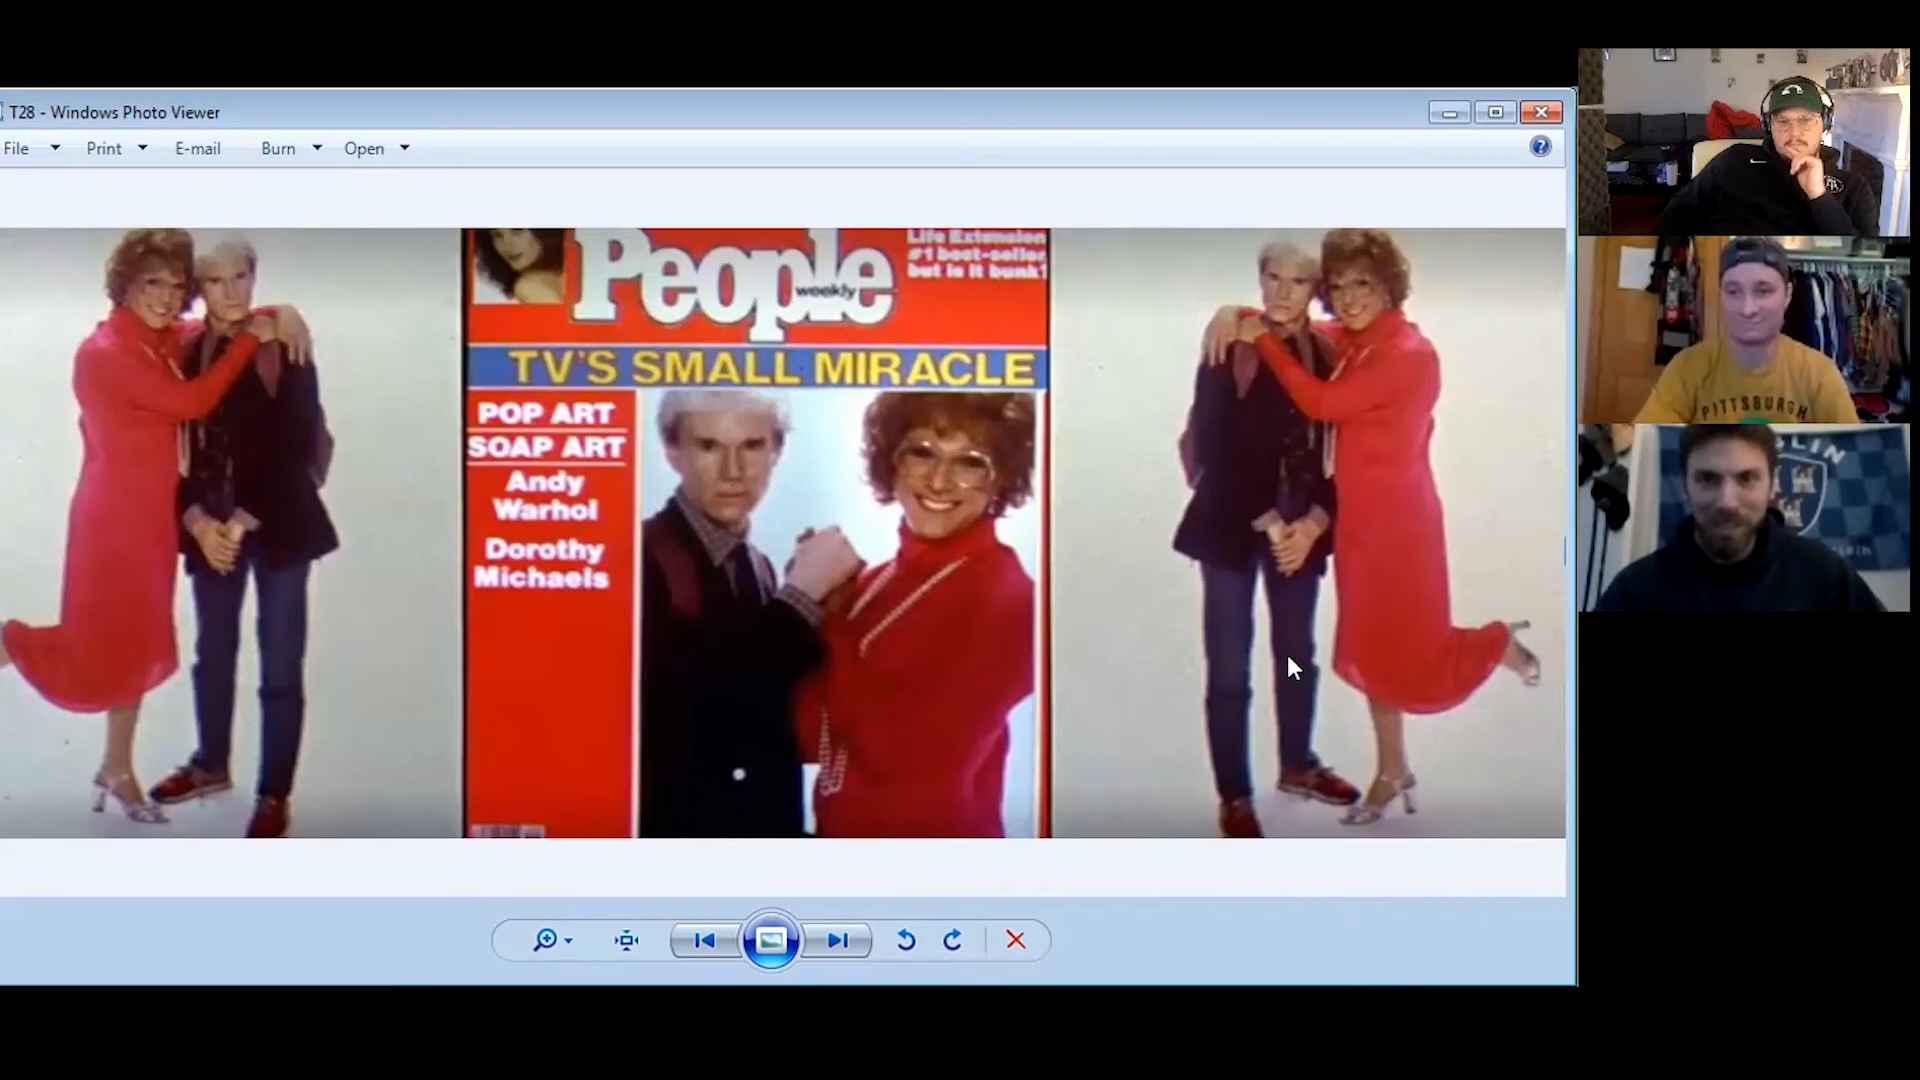 T28 - Windows Photo Viewer
File Print E-mail Burn Open
People
weekly
Life Extension
#1 best-seller,
but is it bunk?
TV'S SMALL MIRACLE
POP ART
SOAP ART
Andy
Warhol
Dorothy
Michaels
PITTSBURGH